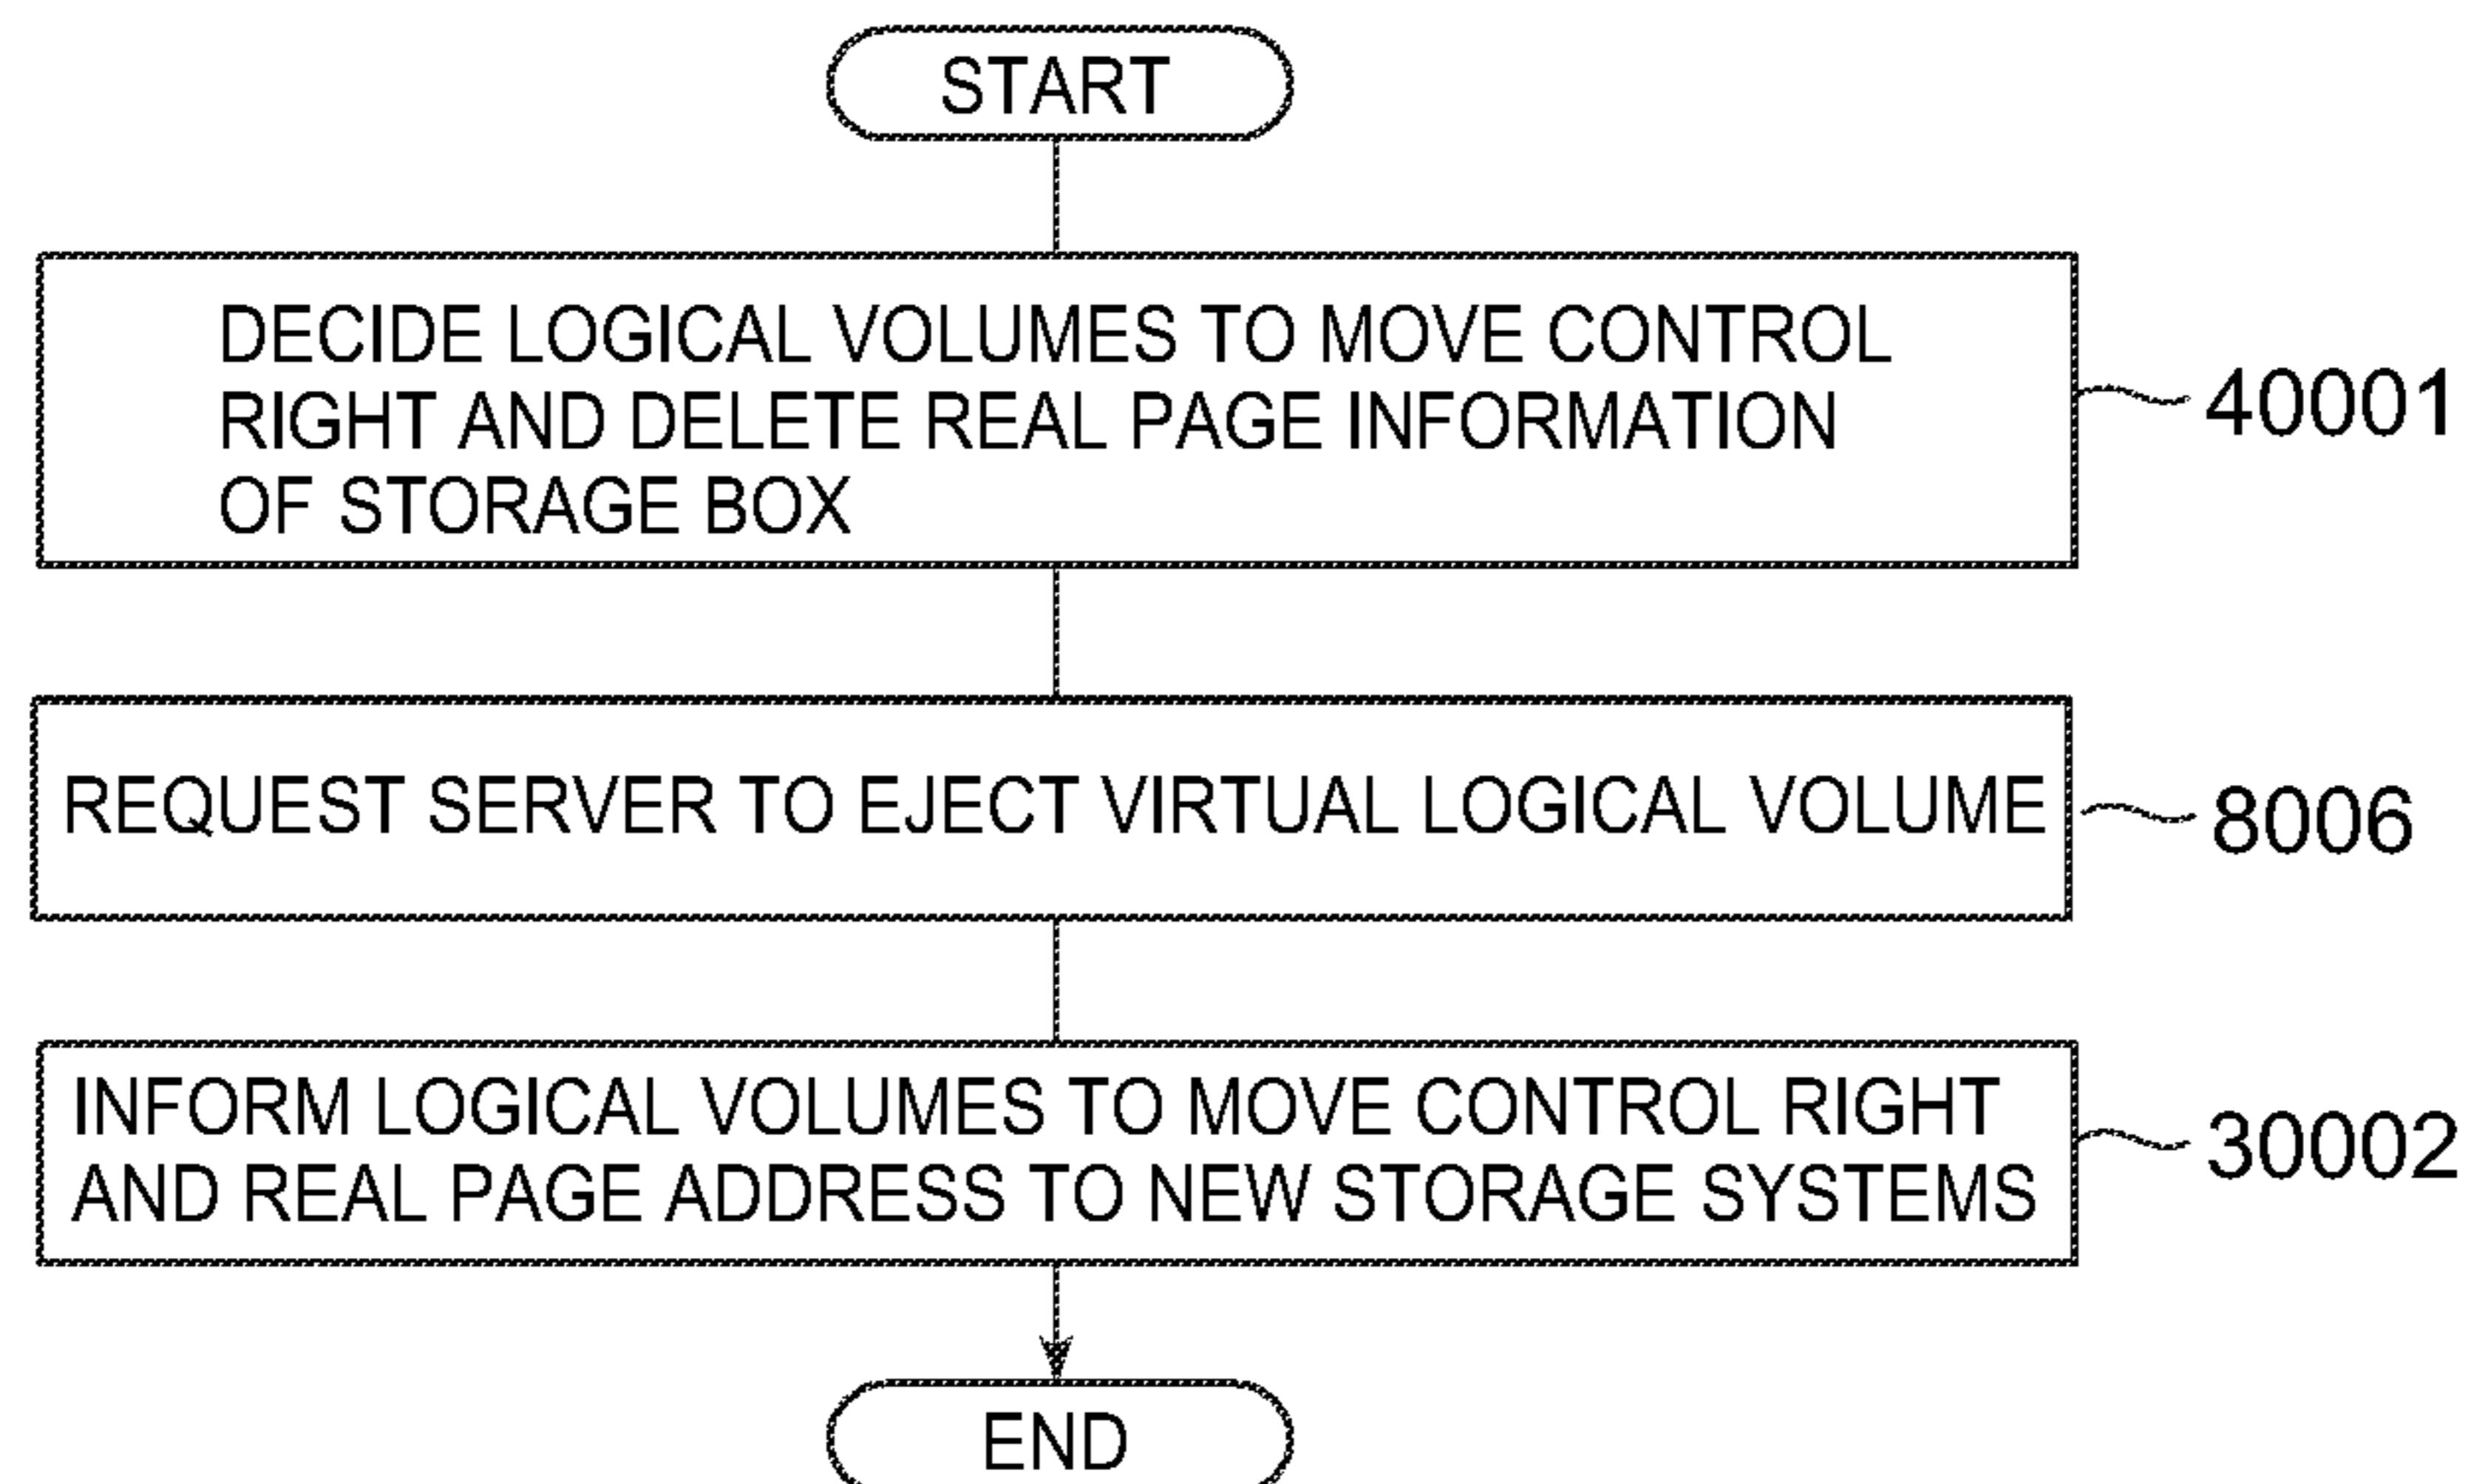 START
DECIDE LOGICAL VOLUMES TO MOVE CONTROL
RIGHT AND DELETE REAL PAGE INFORMATION
OF STORAGE BOX
40001
REQUEST SERVER TO EJECT VIRTUAL LOGICAL VOLUME
8006
INFORM LOGICAL VOLUMES TO MOVE CONTROL RIGHT
AND REAL PAGE ADDRESS TO NEW STORAGE SYSTEMS
30002
END